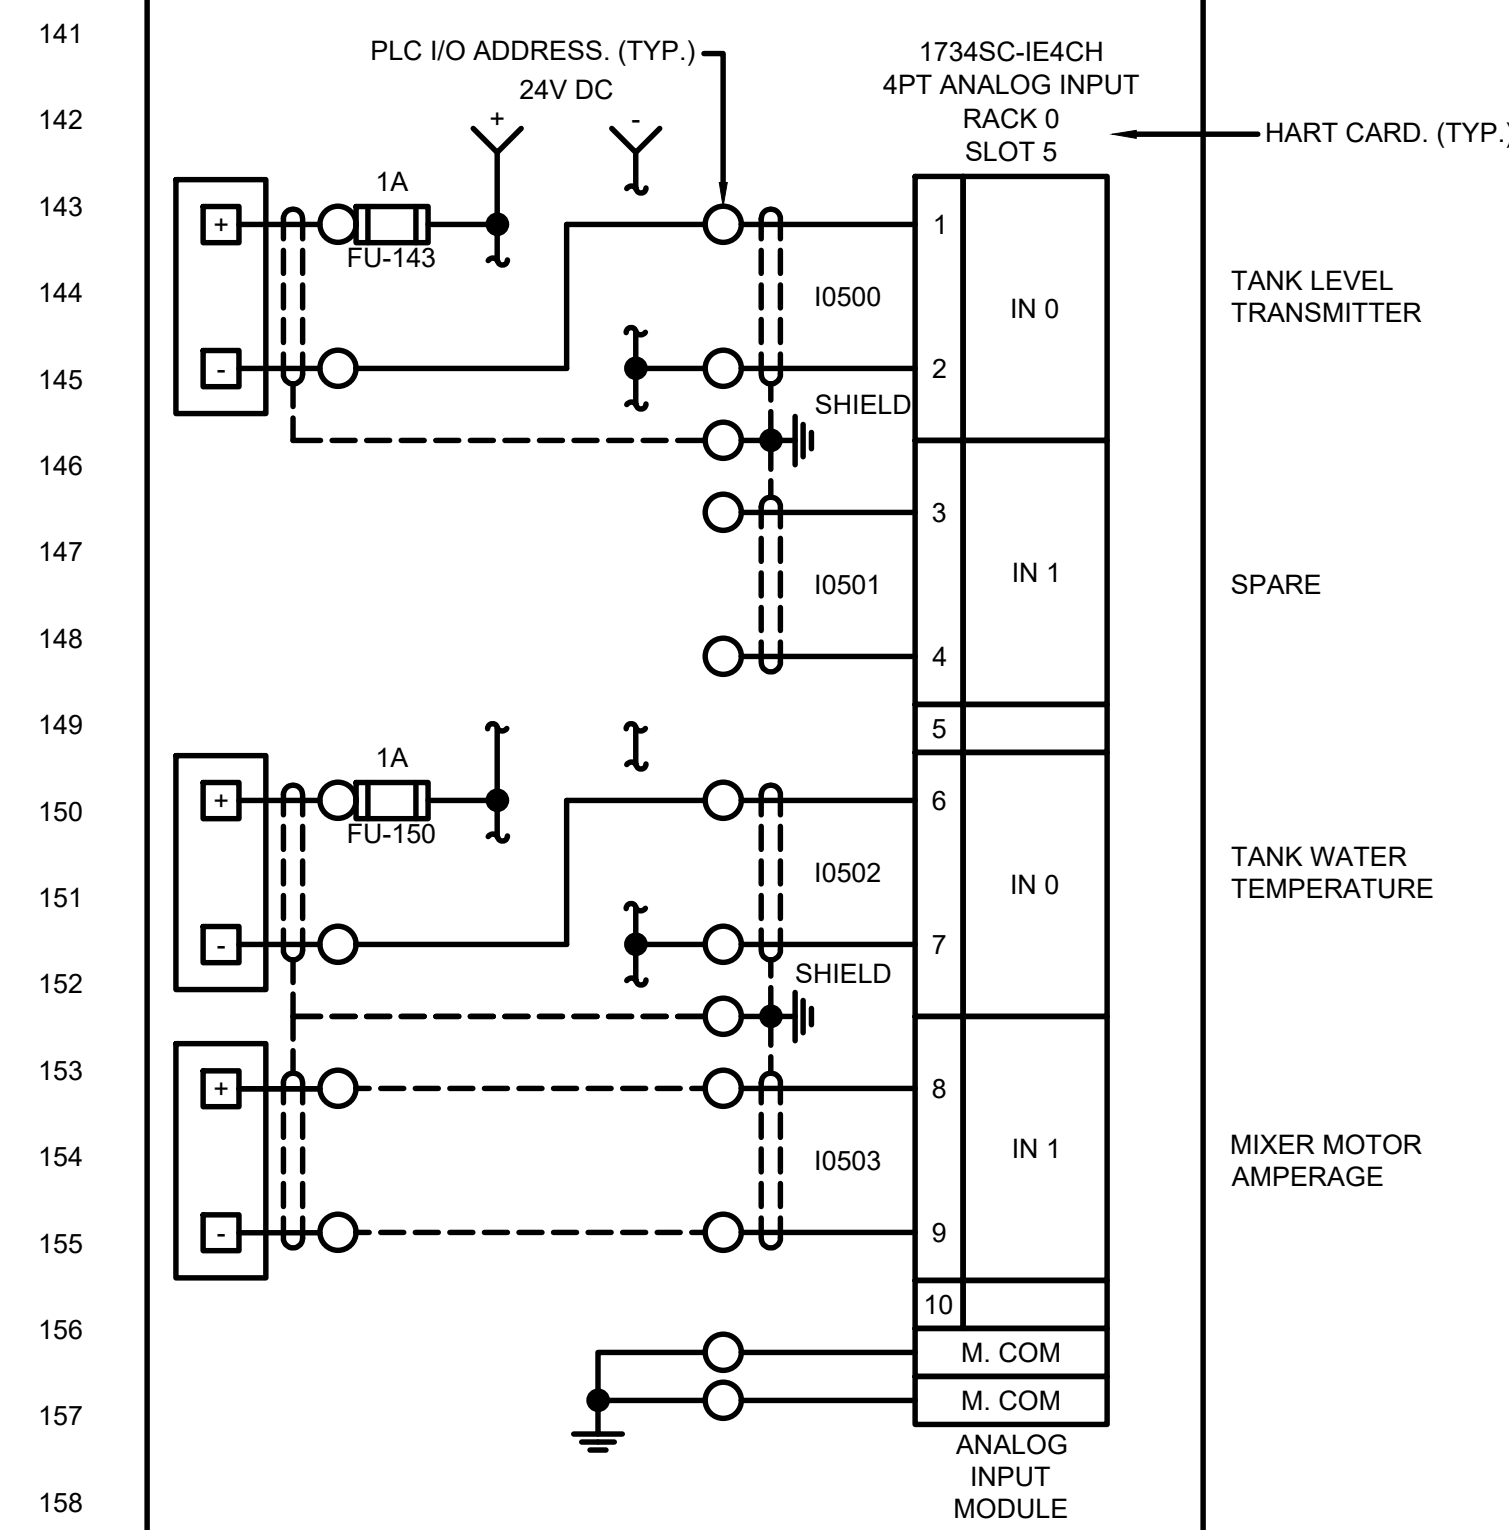 141
PLC I/O ADDRESS. (TYP.)
1734SC-IE4CH
24V DC
4PT ANALOG INPUT
142
+
-
RACK 0
HART CARD. (TYP.)
SLOT 5
1A
143
+
1
FU-143
144
I0500
IN 0
TANK LEVEL
TRANSMITTER
145
-
2
SHIELD
146
3
147
I0501
IN 1
SPARE
148
4
149
5
1A
150
+
6
FU-150
151
I0502
IN 0
TANK WATER
TEMPERATURE
-
7
152
SHIELD
153
+
8
154
I0503
IN 1
MIXER MOTOR
AMPERAGE
155
-
9
10
156
M. COM
157
M. COM
ANALOG
INPUT
158
MODULE